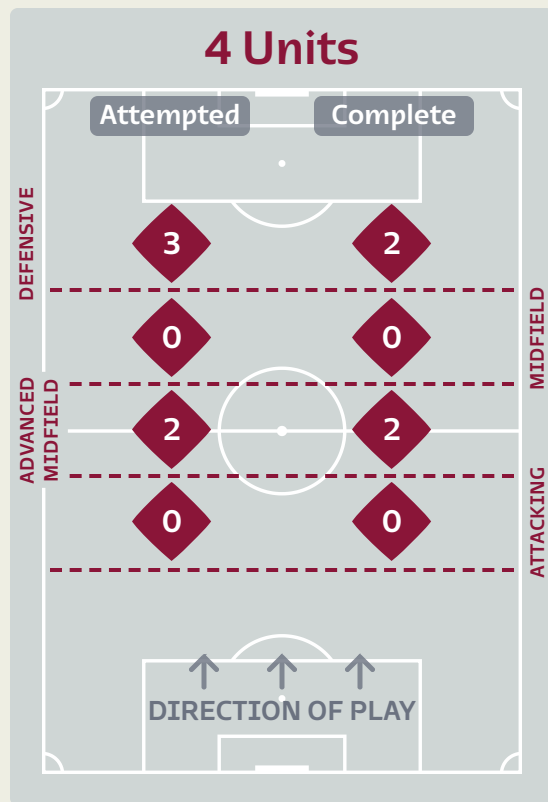 4 Units
Attempted Complete
DEFENSIVE
3 2
MIDFIELD
0 0
ADVANCED
MIDFIELD
2 2
ATTACKING
0 0
DIRECTION OF PLAY